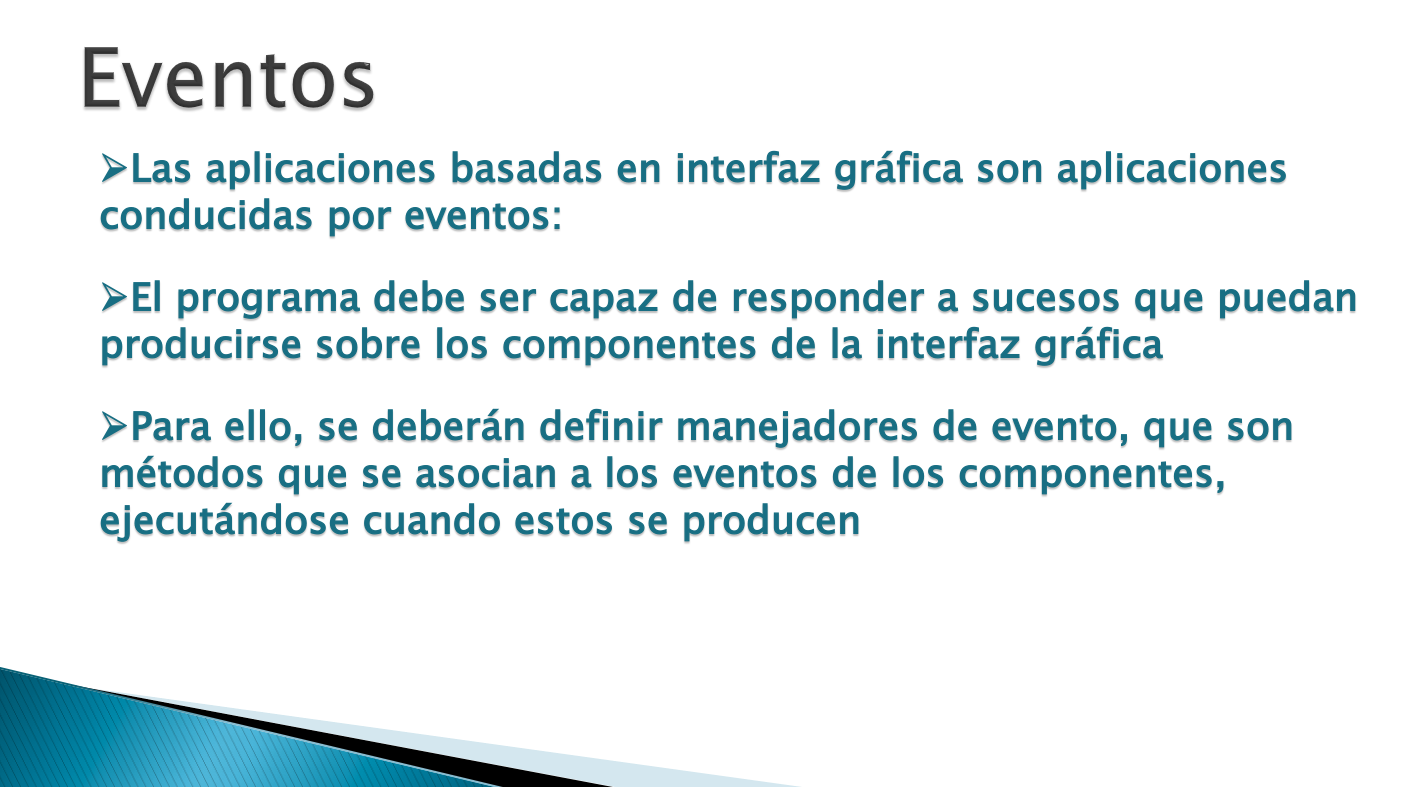 Eventos
➢Las aplicaciones basadas en interfaz gráfica son aplicaciones
conducidas por eventos:
➢El programa debe ser capaz de responder a sucesos que puedan
producirse sobre los componentes de la interfaz gráfica
➢Para ello, se deberán definir manejadores de evento, que son
métodos que se asocian a los eventos de los componentes,
ejecutándose cuando estos se producen